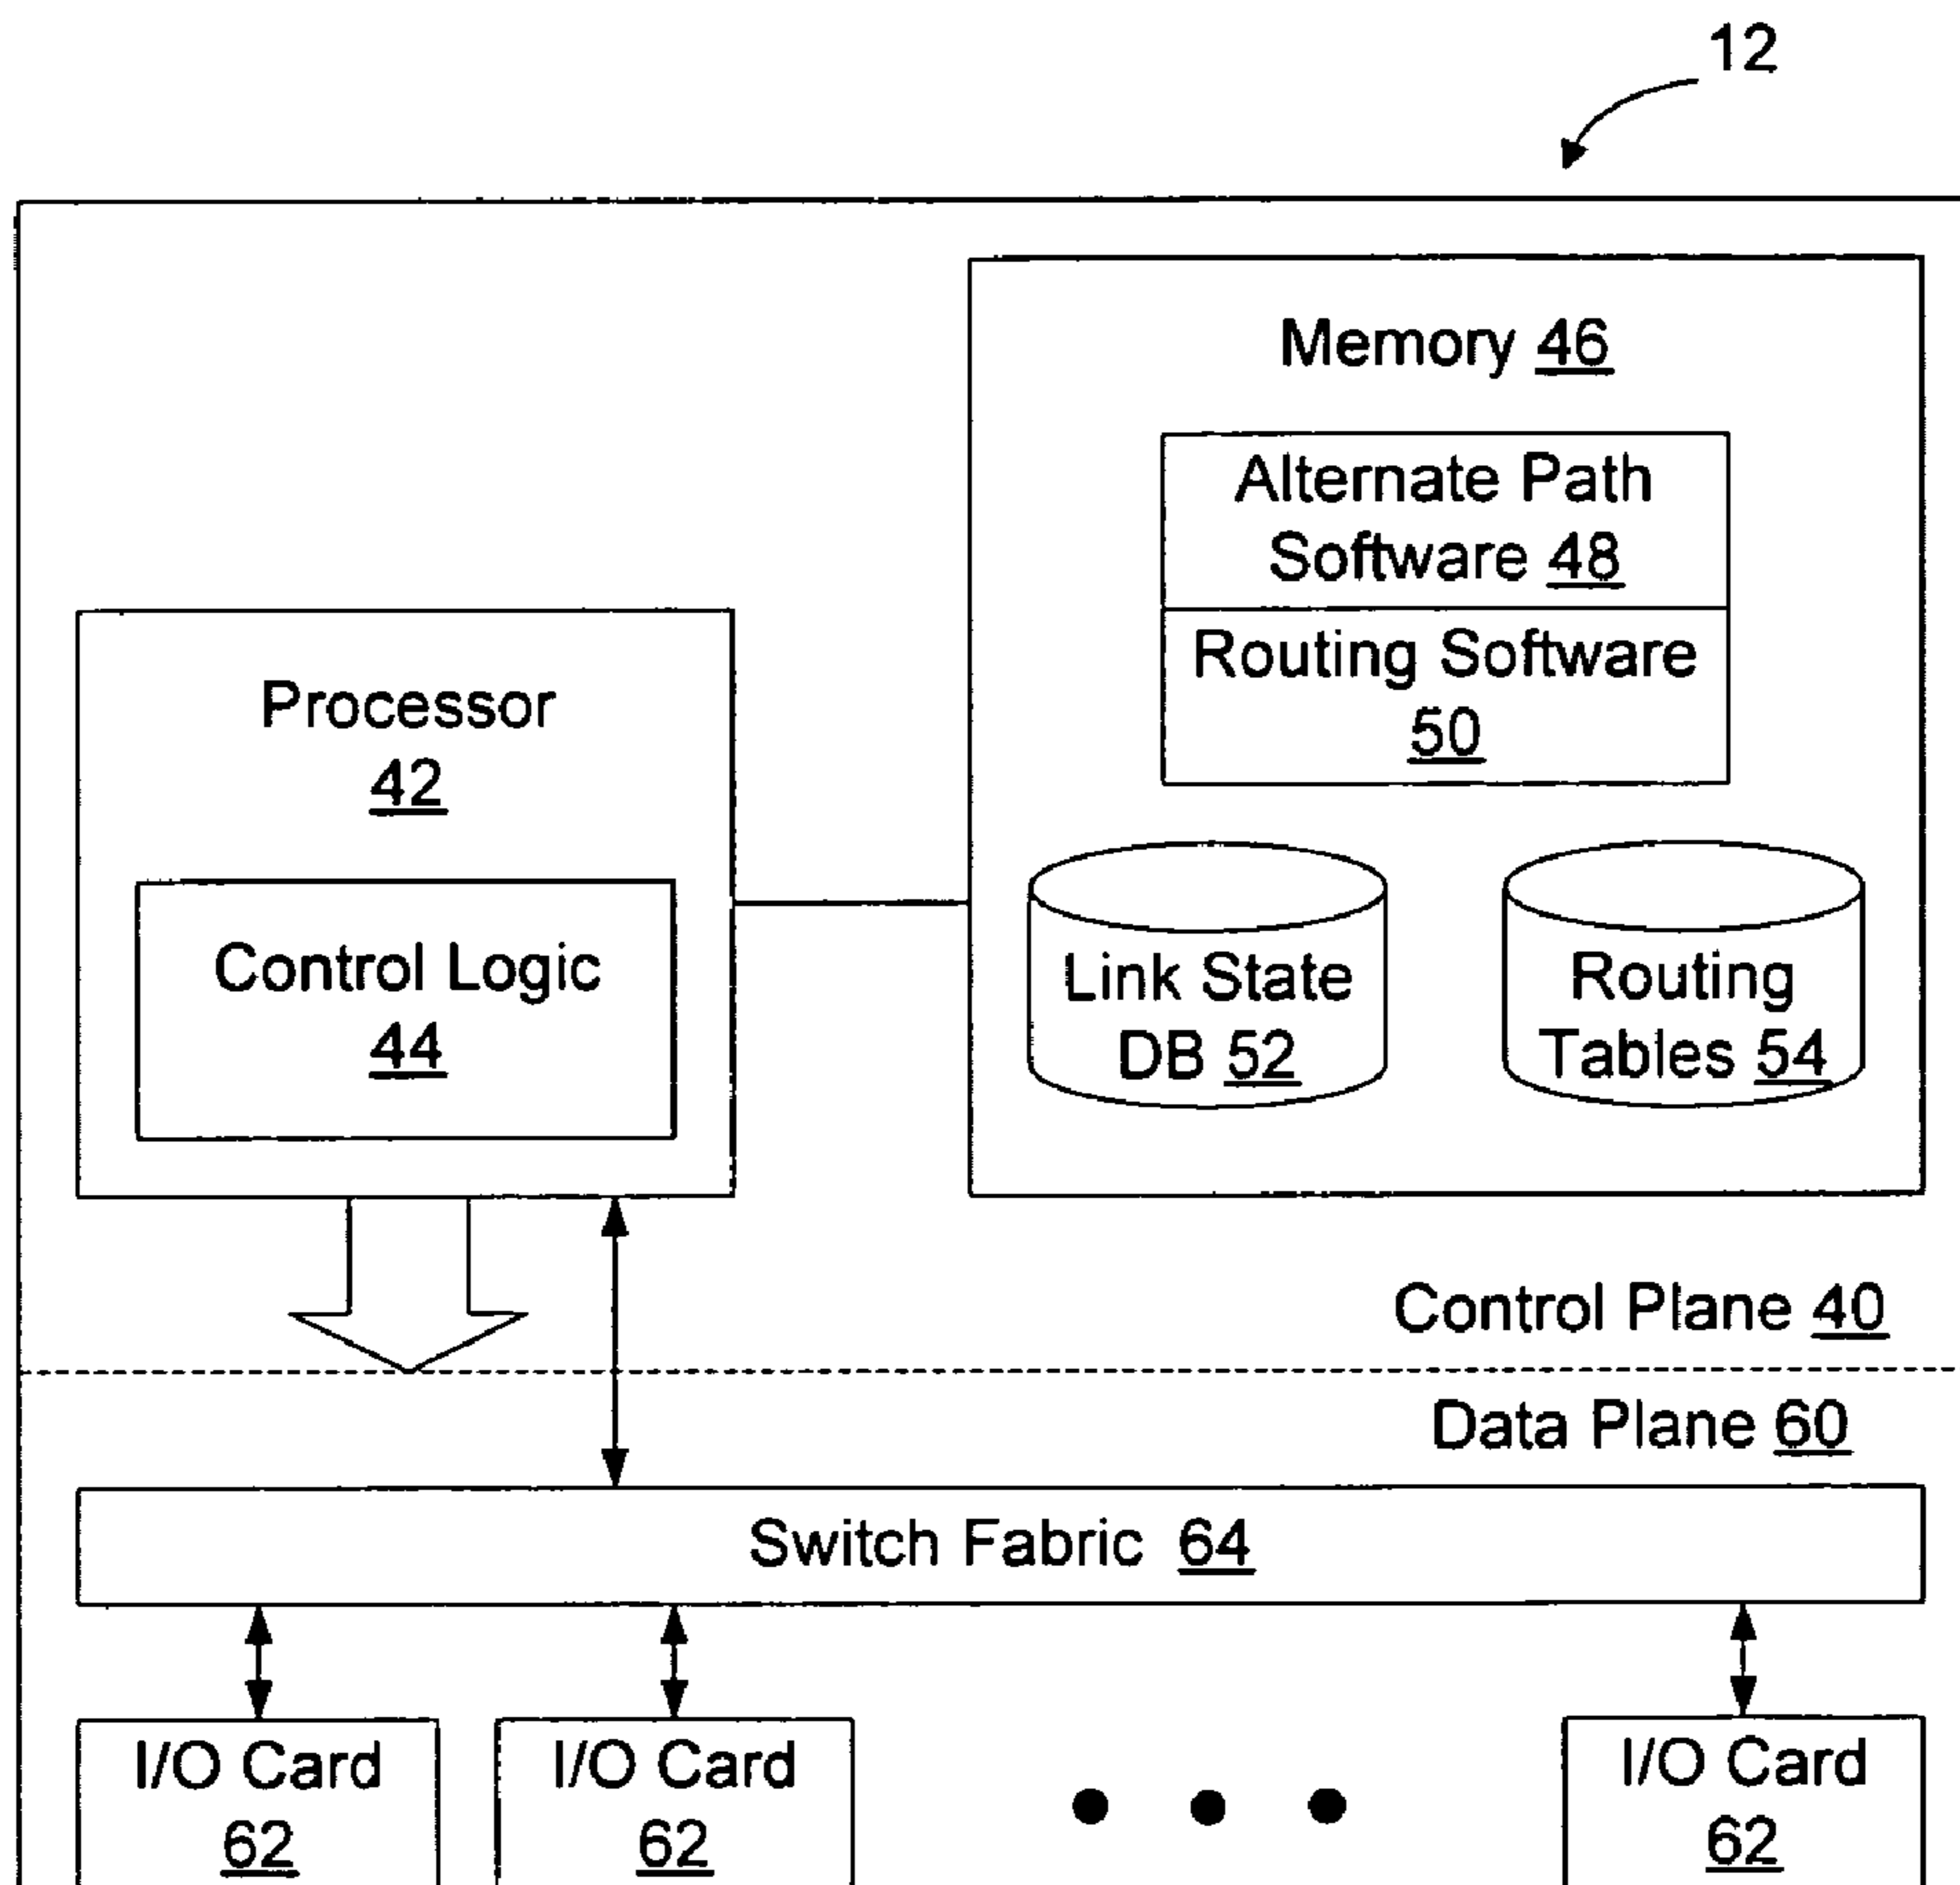 12
Memory 46
Alternate Path
Software 48
Routing Software
50
Processor
42
Control Logic
44
Link State
DB 52
Routing
Tables 54
Control Plane 40
Data Plane 60
Switch Fabric 64
I/O Card
62
I/O Card
62
I/O Card
62